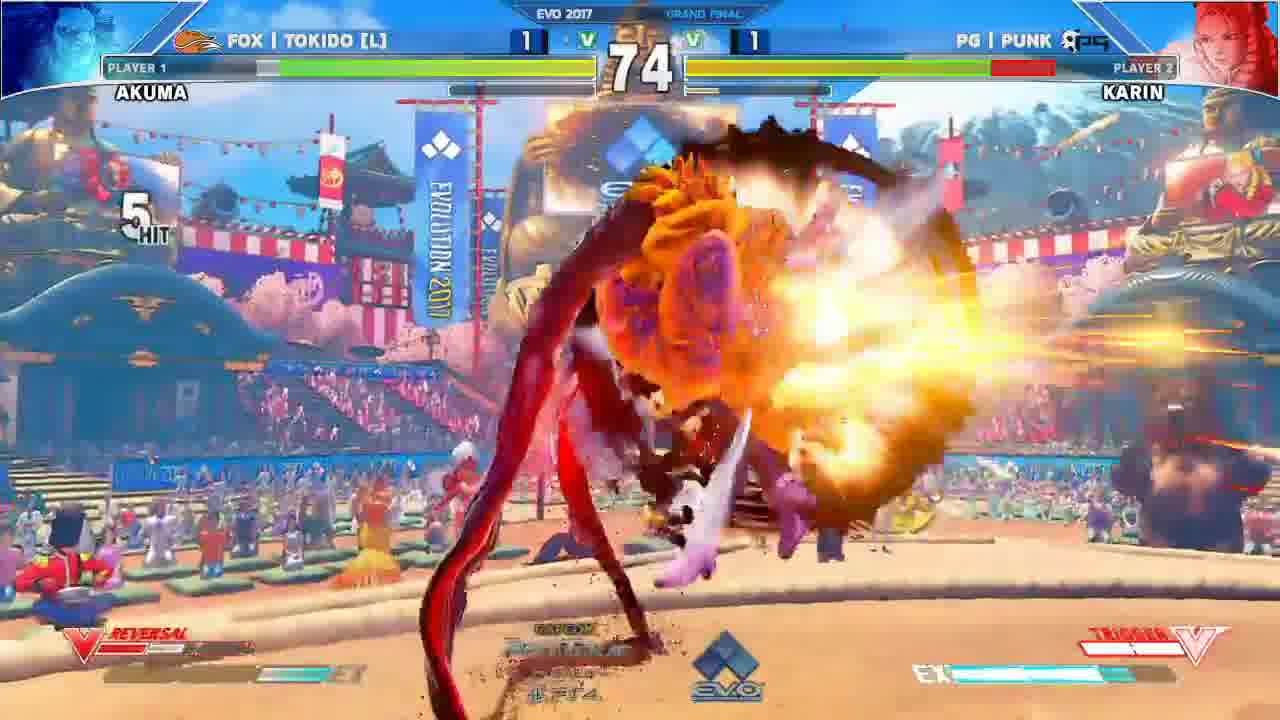 EVO 2017 GRAND FINAL
FOX | TOKIDO [L] 1 V 74 V 1 PG | PUNK
PLAYER 1 PLAYER 2
AKUMA KARIN
5
HIT
EVOLUTION
REVERSAL TRIGGER
EX EX
EVO